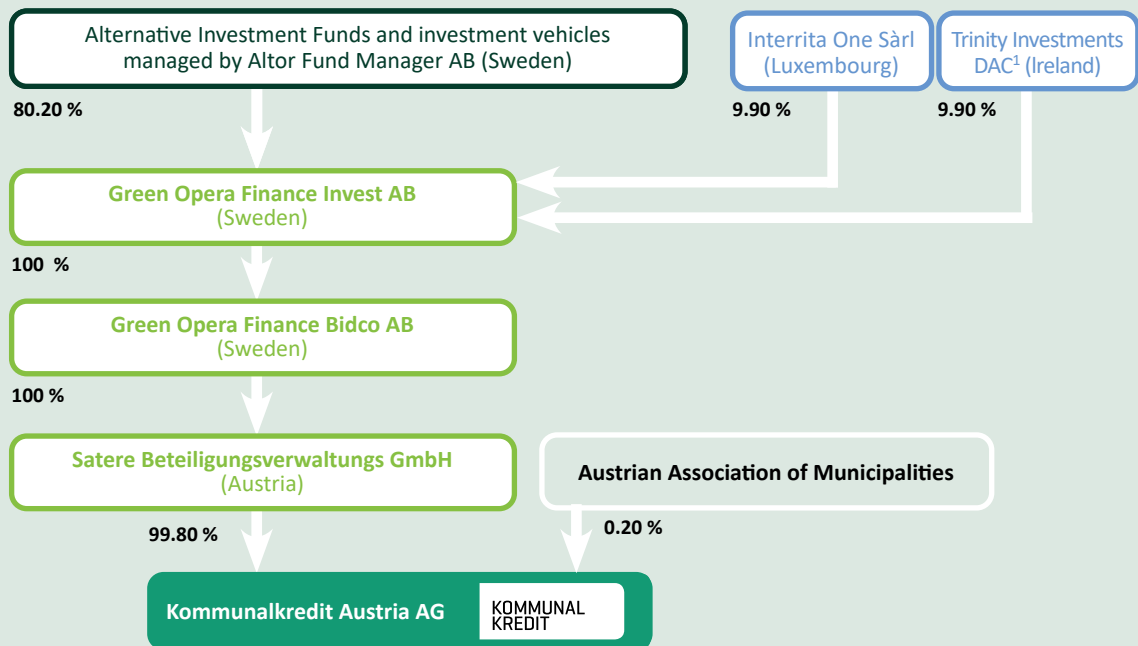 Alternative Investment Funds and investment vehicles
managed by Altor Fund Manager AB (Sweden)
Interrita One Sàrl
(Luxembourg)
Trinity Investments
DAC¹ (Ireland)
80.20 %
9.90 %
9.90 %
Green Opera Finance Invest AB
(Sweden)
100 %
Green Opera Finance Bidco AB
(Sweden)
100 %
Satere Beteiligungsverwaltungs GmbH
(Austria)
Austrian Association of Municipalities
99.80 %
0.20 %
Kommunalkredit Austria AG
KOMMUNAL
KREDIT